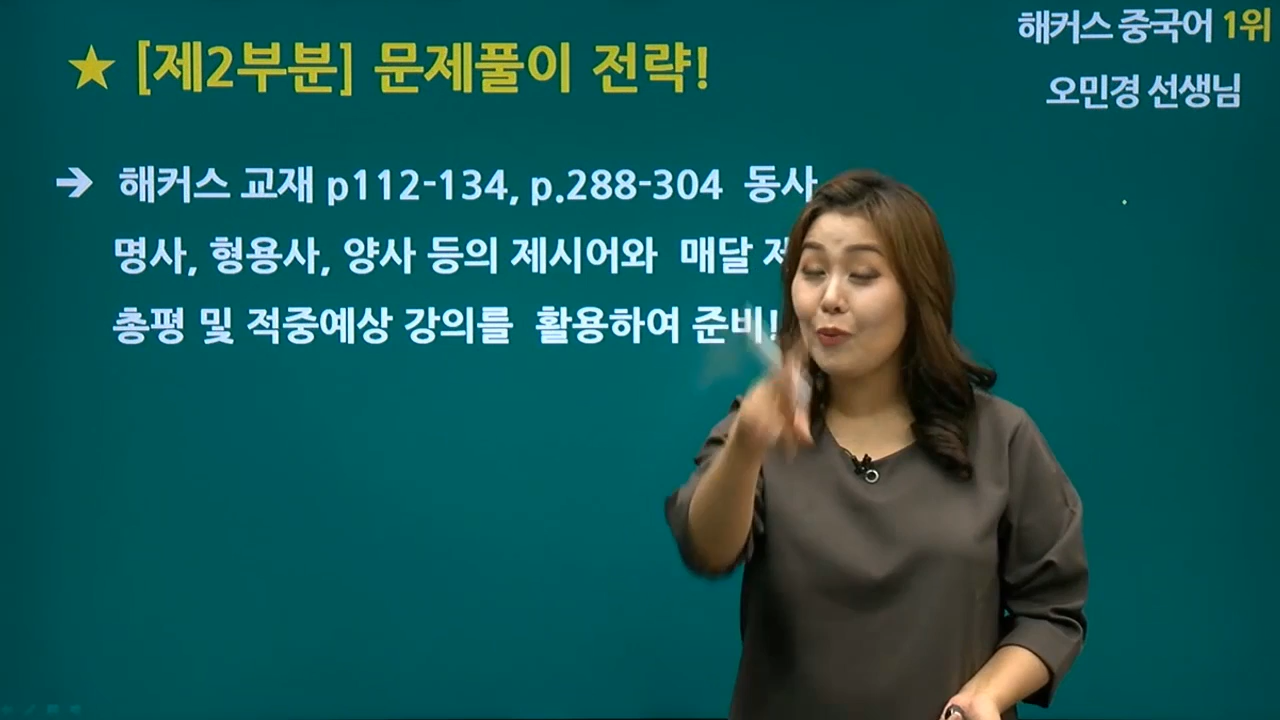 ★ [제2부분] 문제풀이 전략!
해커스 중국어 1위
오민경 선생님
→ 해커스 교재 p112-134, p.288-304 동사
명사, 형용사, 양사 등의 제시어와 매달
총평 및 적중예상 강의를 활용하여 준비!